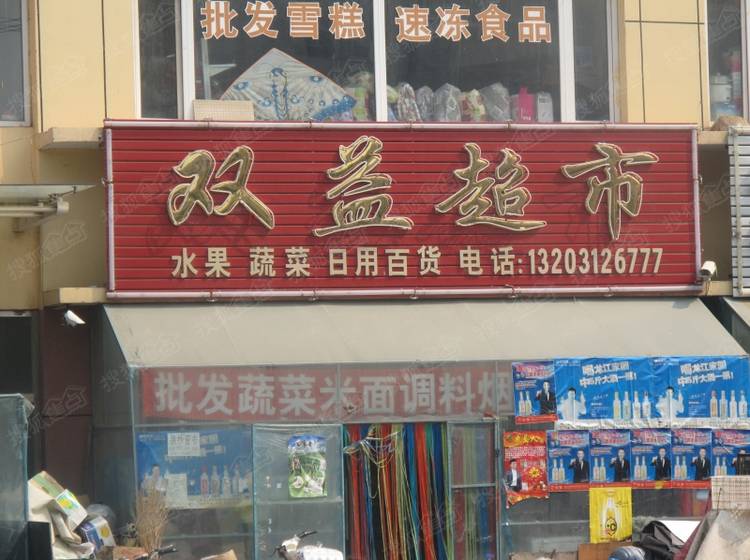 批发雪糕 速冻食品
双益超市
水果 蔬菜 日用百货 电话:13203126777
批发蔬菜米面调料烟